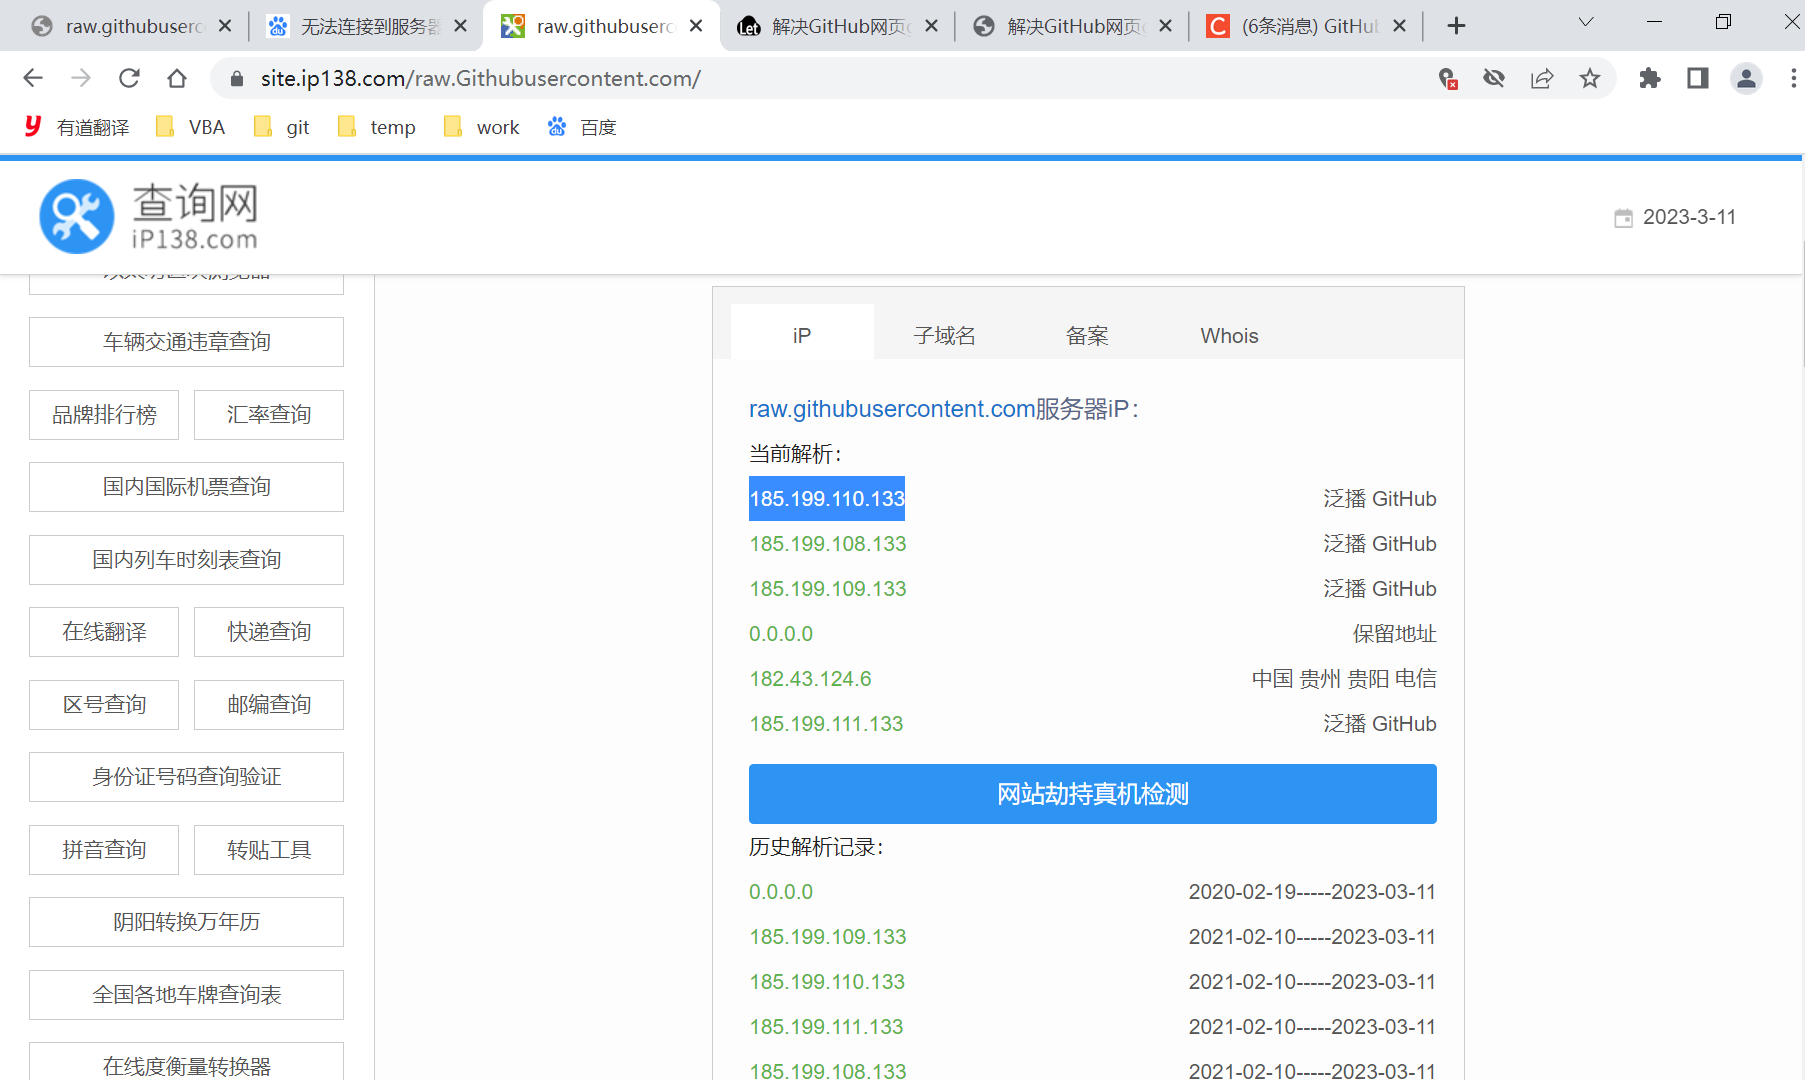 raw.githubuserc
无法连接到服务器
raw.githubuserc
解决GitHub网页
解决GitHub网页
(6条消息) GitHu
site.ip138.com/raw.Githubusercontent.com/
有道翻译
VBA
git
temp
work
百度
查询网
iP138.com
2023-3-11
车辆交通违章查询
品牌排行榜
汇率查询
国内国际机票查询
国内列车时刻表查询
在线翻译
快递查询
区号查询
邮编查询
身份证号码查询验证
拼音查询
转贴工具
阴阳转换万年历
全国各地车牌查询表
在线度衡量转换器
iP
子域名
备案
Whois
raw.githubusercontent.com服务器iP：
当前解析：
185.199.110.133 泛播 GitHub
185.199.108.133 泛播 GitHub
185.199.109.133 泛播 GitHub
0.0.0.0 保留地址
182.43.124.6 中国 贵州 贵阳 电信
185.199.111.133 泛播 GitHub
网站劫持真机检测
历史解析记录：
0.0.0.0 2020-02-19-----2023-03-11
185.199.109.133 2021-02-10-----2023-03-11
185.199.110.133 2021-02-10-----2023-03-11
185.199.111.133 2021-02-10-----2023-03-11
185.199.108.133 2021-02-10-----2023-03-11